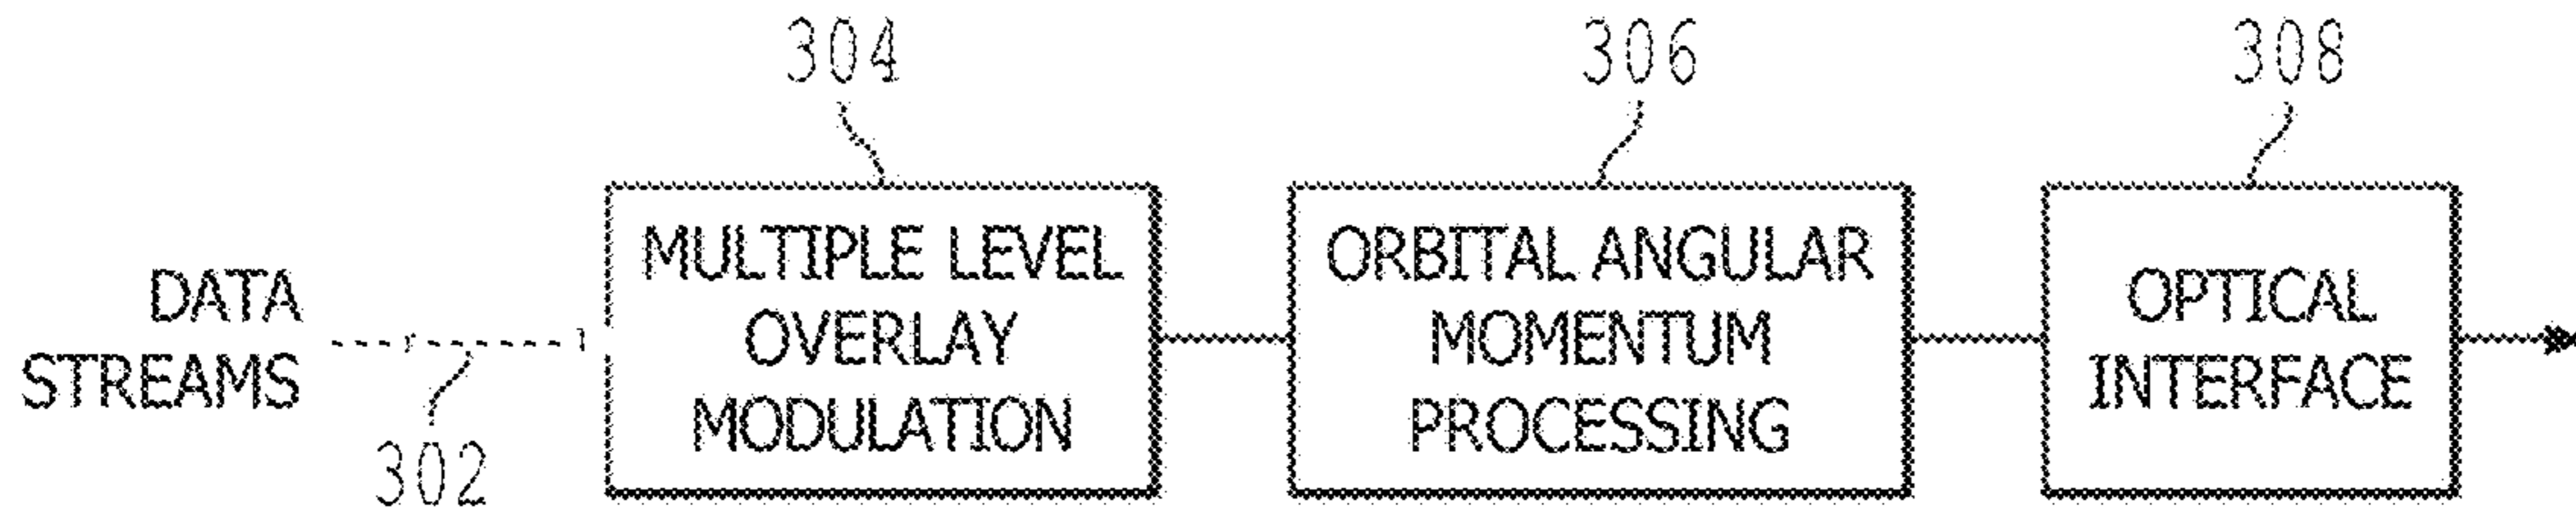 304
306
308
DATA
STREAMS
302
MULTIPLE LEVEL
OVERLAY
MODULATION
ORBITAL ANGULAR
MOMENTUM
PROCESSING
OPTICAL
INTERFACE